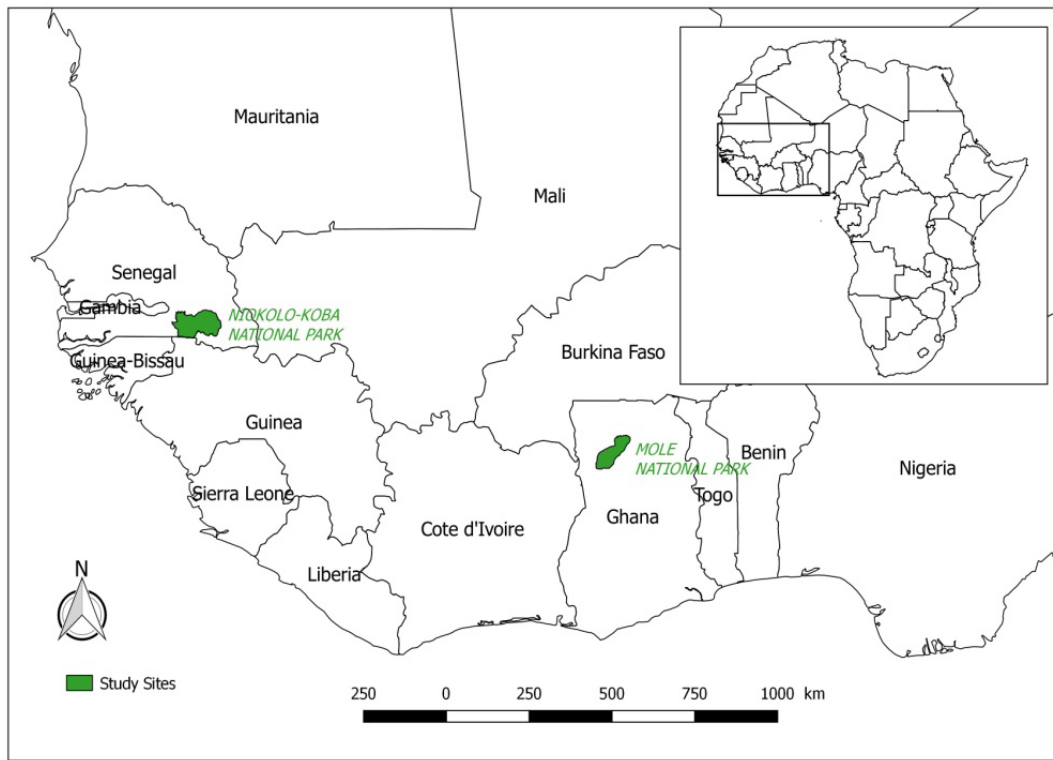 Mauritania
Mali
Senegal
Gambia
NIOKOLO-KOBA
NATIONAL PARK
Guinea-Bissau
Burkina Faso
Guinea
MOLE
NATIONAL PARK
Benin
Nigeria
Sierra Leone
Togo
Ghana
Cote d'Ivoire
Liberia
N
Study Sites
250 0 250 500 750 1000 km